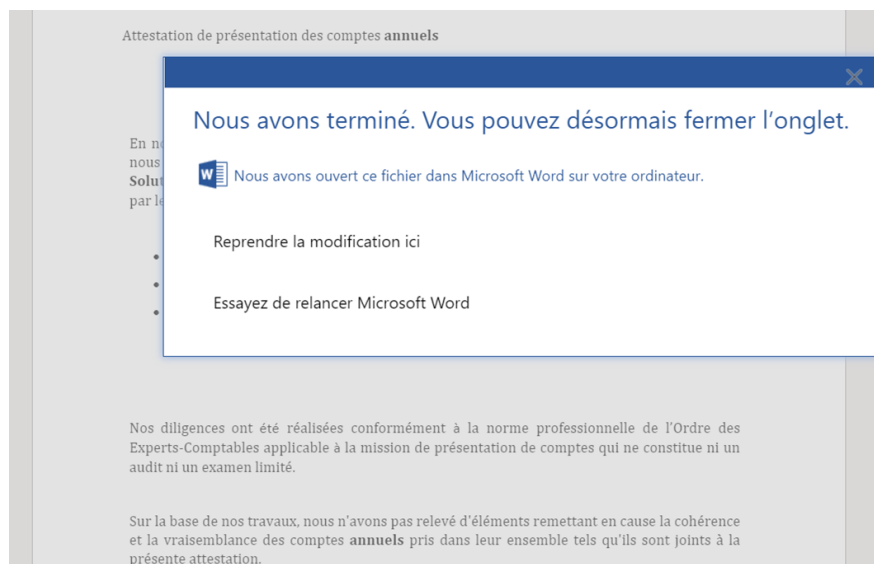 Attestation de présentation des comptes annuels
Nous avons terminé. Vous pouvez désormais fermer l'onglet.
En
nous
W Nous avons ouvert ce fichier dans Microsoft Word sur votre ordinateur.
par
Reprendre la modification ici
Essayez de relancer Microsoft Word
Nos diligences ont été réalisées conformément à la norme professionnelle de l'Ordre des
Experts-Comptables applicable à la mission de présentation de comptes qui ne constitue ni un
audit ni un examen limité.
Sur la base de nos travaux, nous n'avons pas relevé d'éléments remettant en cause la cohérence
et la vraisemblance des comptes annuels pris dans leur ensemble tels qu'ils sont joints à la
présente attestation.